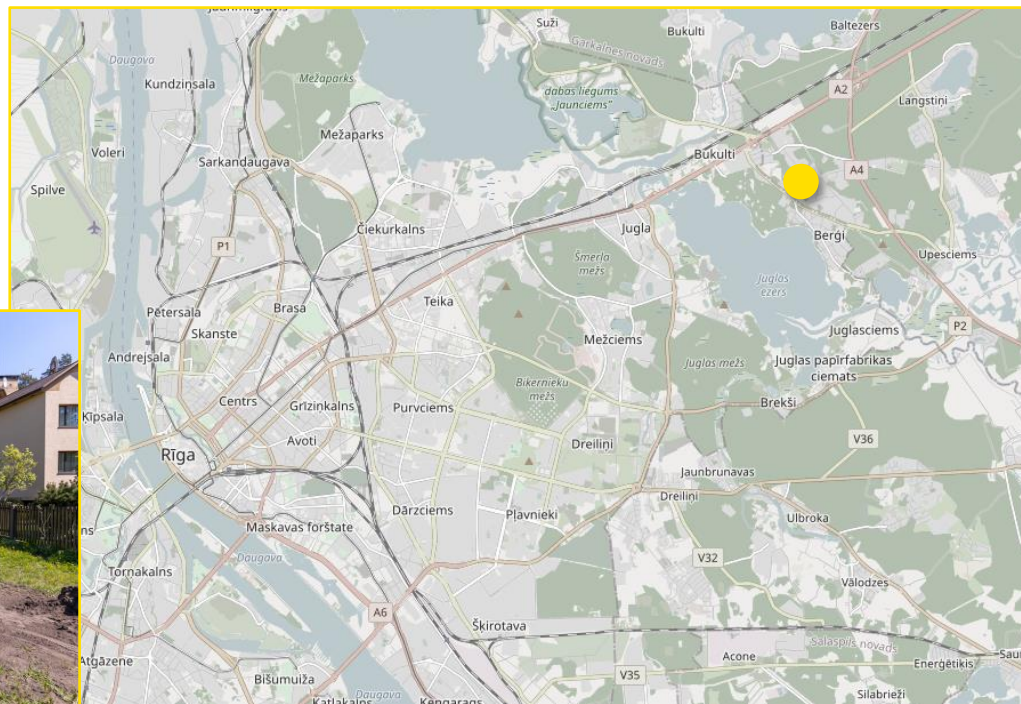 Suži
Bukulti
Baltezers
Daugava
Garkalnes novads
Kundziņsala
Mežaparks
dabas liegums
„Jaunciems"
A2
Langstiņi
Mežaparks
Voleri
Sarkandaugava
Bukulti
A4
Spilve
Čiekurkalns
Jugla
P1
Berģi
Upesciems
Šmerļa
mežs
Juglas
ezers
Teika
Brasa
Pētersala
Skanste
Mežciems
Juglasciems
P2
Andrejsala
Juglas mežs
Juglas papīrfabrikas
ciemats
Biķernieku
mežs
Centrs
Grīziņkalns
Purvciems
Brekši
Ķīpsala
Avoti
Dreiliņi
V36
Rīga
Jaunbrunavas
Dreiliņi
Dārzciems
Pļavnieki
Ulbroka
Maskavas forštate
Daugava
V32
Torņakalns
Vālodzes
A6
Šķirotava
Salaspils novads
Acone
Atgāzene
Enerģētiķis
V35
Bišumuiža
Silabrieži
Daugava
Katlakalns
Ķengarags